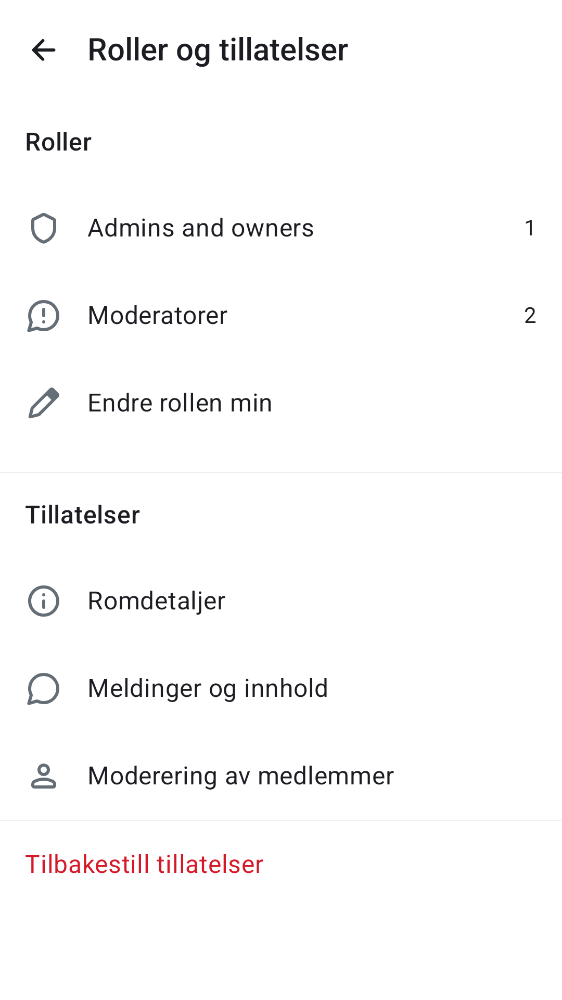 Roller og tillatelser
Roller
Admins and owners 1
Moderatorer 2
Endre rollen min
Tillatelser
Romdetaljer
Meldinger og innhold
Moderering av medlemmer
Tilbakestill tillatelser